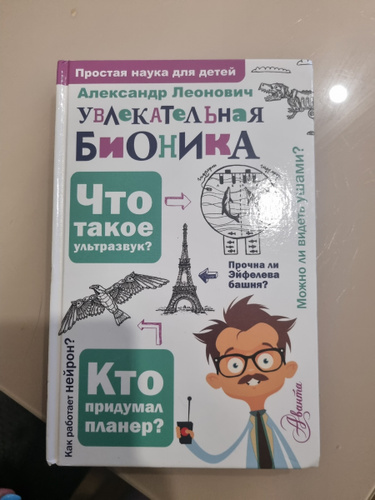 Простая наука для детей
Александр Леонович
УВЛЕКАТЕЛЬНАЯ
БИОНИКА
Что
такое
ультразвук?
Можно ли видеть ушами?
Прочна ли
Эйфелева
башня?
Как работает нейрон?
Кто
придумал
планер?
Аванта